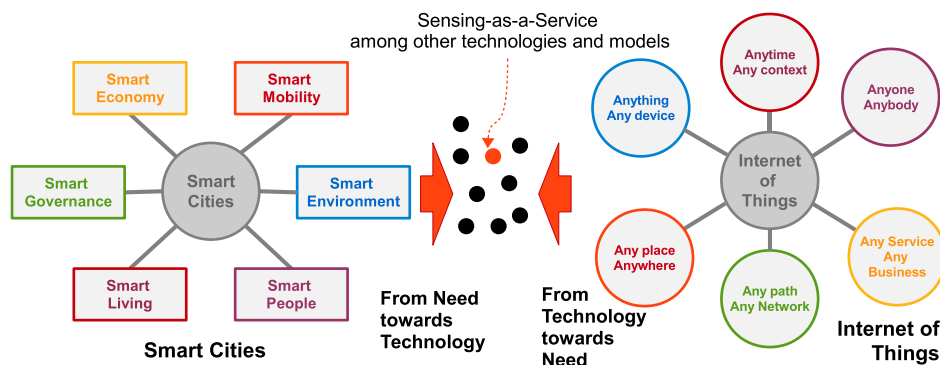 Sensing-as-a-Service
among other technologies and models
Smart
Economy
Smart
Mobility
Smart
Governance
Smart
Cities
Smart
Environment
Smart
Living
Smart
People
Smart Cities
From Need
towards
Technology
From
Technology
towards
Need
Anytime
Any context
Anything
Any device
Anyone
Anybody
Internet
of
Things
Any place
Anywhere
Any path
Any Network
Any Service
Any
Business
Internet of
Things